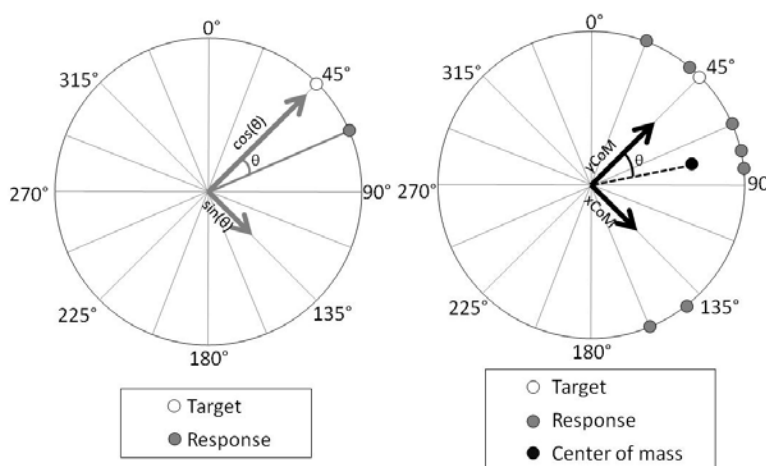 0°
45°
90°
135°
180°
225°
270°
315°
cos(θ)
θ
sin(θ)
Target
Response
0°
45°
90
135°
180°
225°
270°
315°
yCoM
θ
xCoM
Target
Response
Center of mass